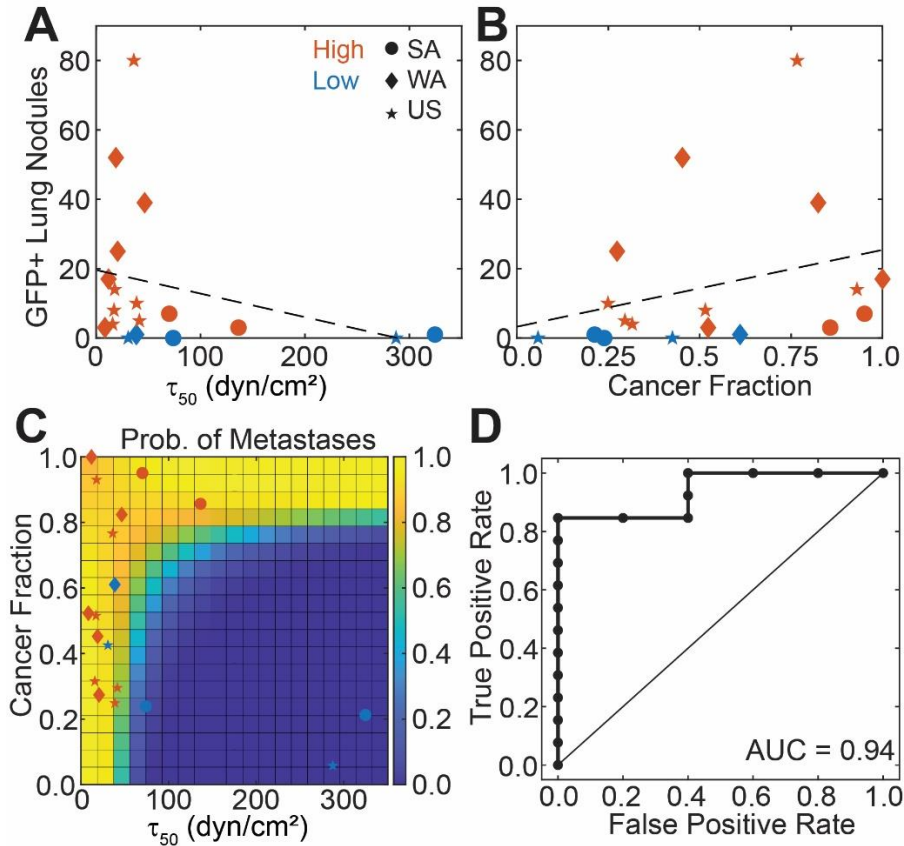 A
High
Low
SA
WA
US
GFP+ Lung Nodules
80
60
40
20
0
0
100
200
300
τ50 (dyn/cm²)
B
80
60
40
20
0
0.0
0.25
0.50
0.75
1.0
Cancer Fraction
C
Prob. of Metastases
Cancer Fraction
1.0
0.8
0.6
0.4
0.2
0.0
0
100
200
300
τ50 (dyn/cm²)
1.0
0.8
0.6
0.4
0.2
0.0
D
True Positive Rate
1.0
0.8
0.6
0.4
0.2
0.0
AUC = 0.94
0.0
0.2
0.4
0.6
0.8
1.0
False Positive Rate